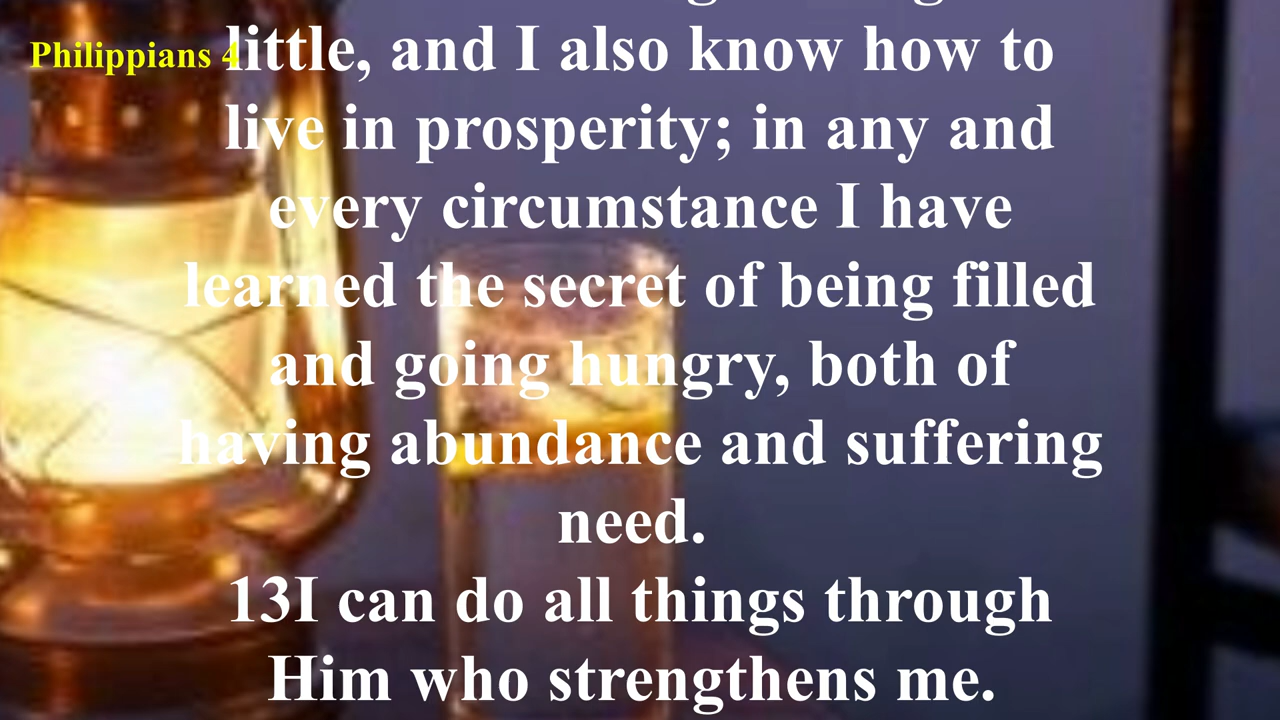 Philippians 4
little, and I also know how to
live in prosperity; in any and
every circumstance I have
learned the secret of being filled
and going hungry, both of
having abundance and suffering
need.
13I can do all things through
Him who strengthens me.